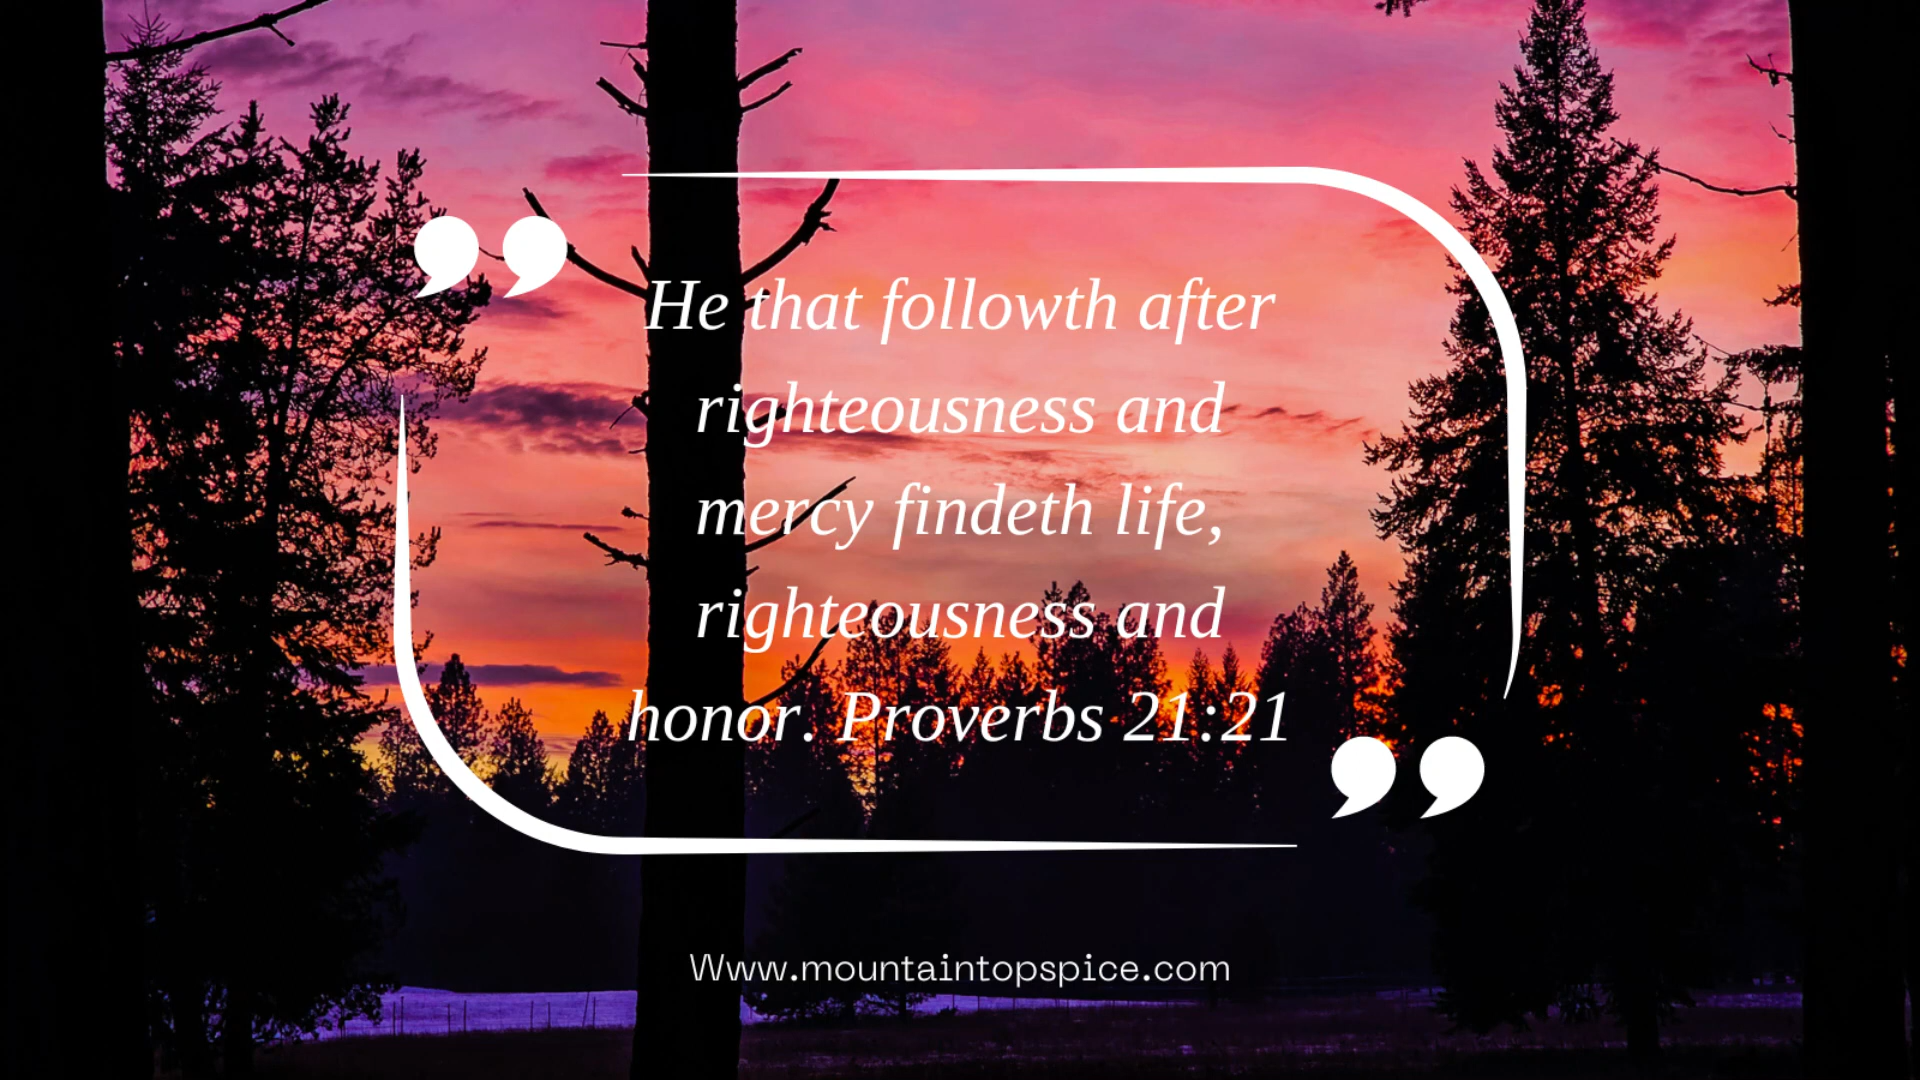 He that followth after
righteousness and
mercy findeth life,
righteousness and
honor. Proverbs 21:21
Www.mountaintopspice.com